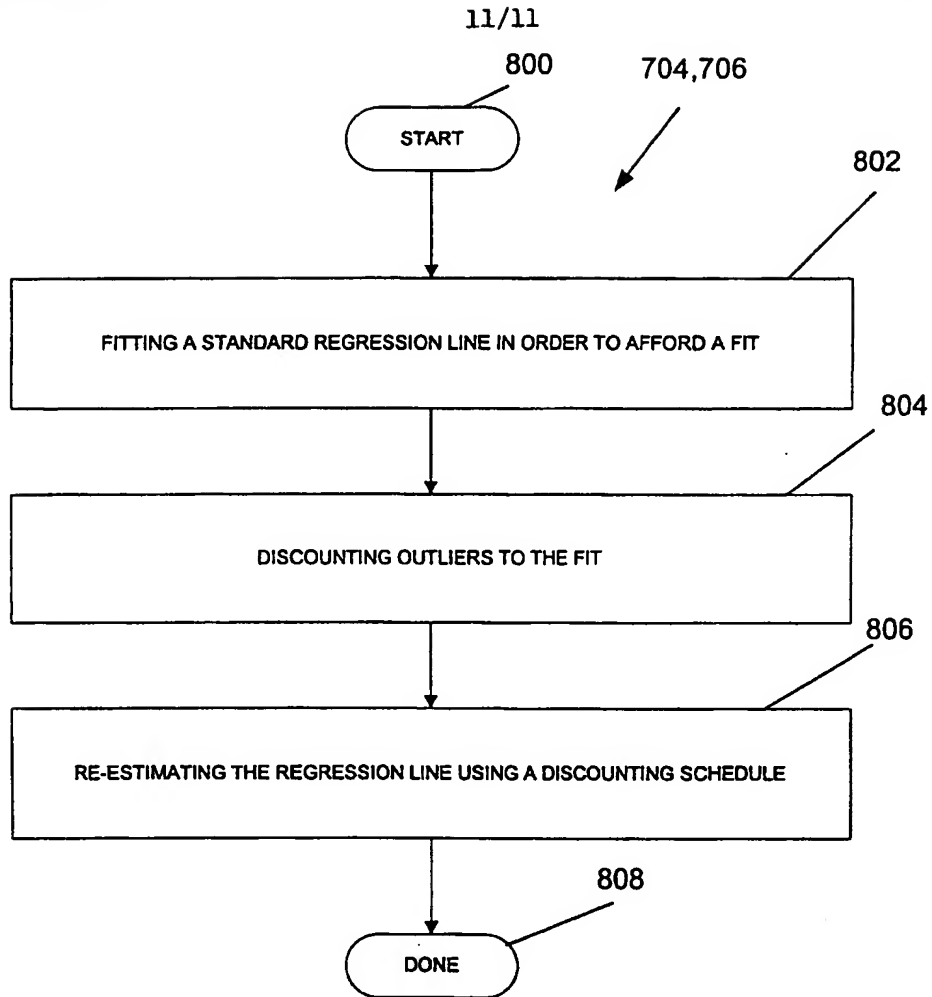 11/11
800
704,706
START
802
FITTING A STANDARD REGRESSION LINE IN ORDER TO AFFORD A FIT
804
DISCOUNTING OUTLIERS TO THE FIT
806
RE-ESTIMATING THE REGRESSION LINE USING A DISCOUNTING SCHEDULE
808
DONE